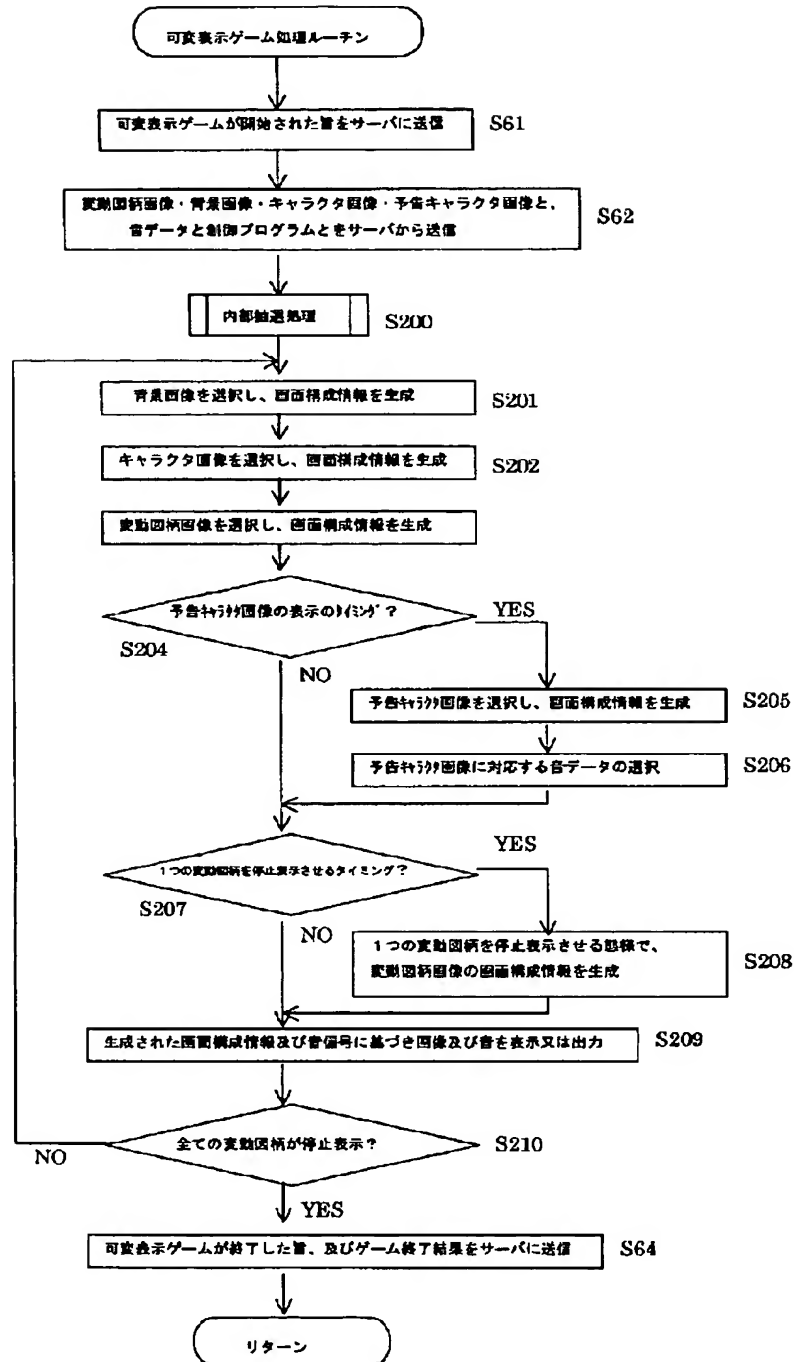 可変表示ゲーム処理ルーチン
可変表示ゲームが開始された旨をサーバに送信
S61
変動図柄画像・背景画像・キャラクタ画像・予告キャラクタ画像と、
音データと制御プログラムとをサーバから送信
S62
内部抽選処理
S200
背景画像を選択し、画面構成情報を生成
S201
キャラクタ画像を選択し、画面構成情報を生成
S202
変動図柄画像を選択し、画面構成情報を生成
予告ｷｬﾗｸﾀ画像の表示のﾀｲﾐﾝｸﾞ？
YES
S204
NO
予告ｷｬﾗｸﾀ画像を選択し、画面構成情報を生成
S205
予告ｷｬﾗｸﾀ画像に対応する音データの選択
S206
YES
1つの変動図柄を停止表示させるタイミング？
S207
NO
1つの変動図柄を停止表示させる態様で、
変動図柄画像の画面構成情報を生成
S208
生成された画面構成情報及び音信号に基づき画像及び音を表示又は出力
S209
全ての変動図柄が停止表示？
S210
NO
YES
可変表示ゲームが終了した旨、及びゲーム終了結果をサーバに送信
S64
リターン